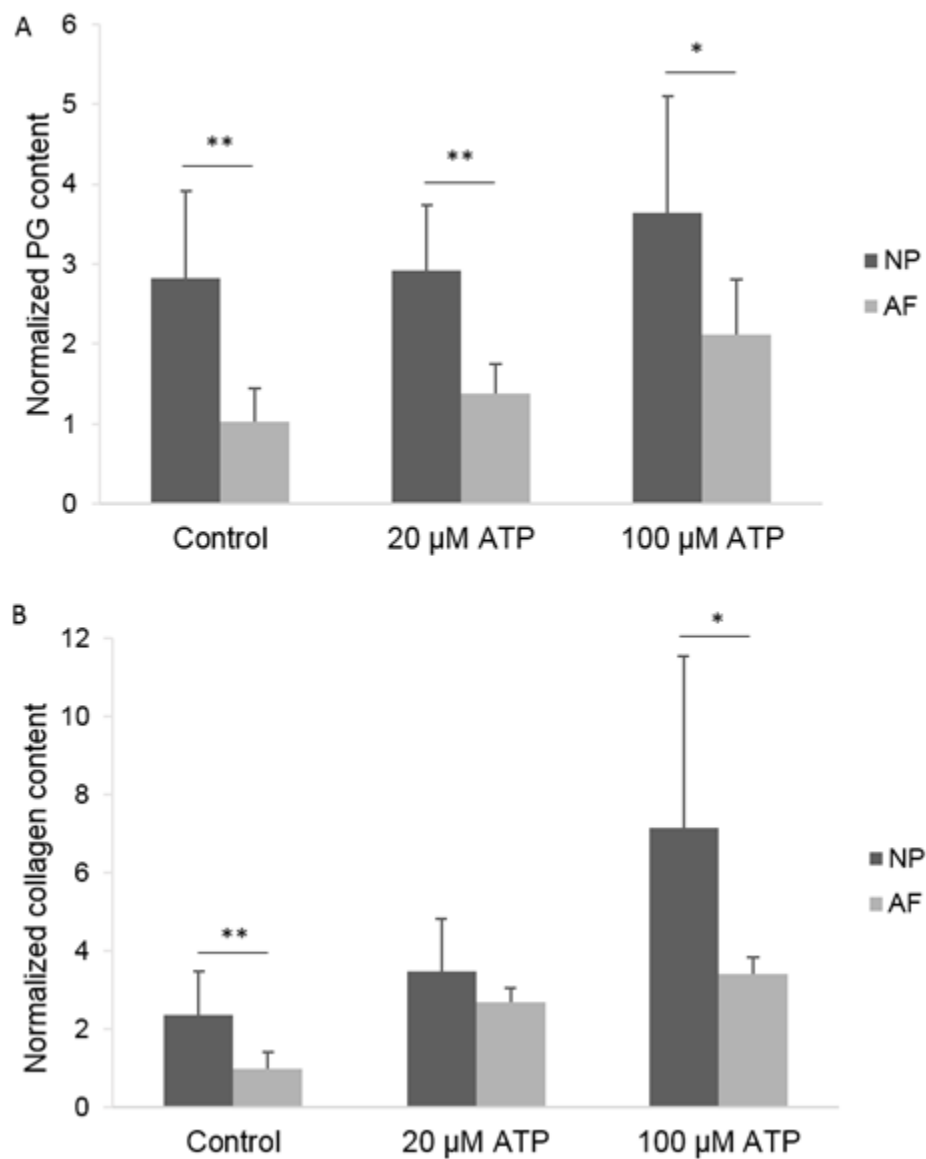 A
Normalized PG content
6
5
4
3
2
1
0
**
**
*
Control
20 µM ATP
100 µM ATP
NP
AF
B
Normalized collagen content
12
10
8
6
4
2
0
**
*
Control
20 µM ATP
100 µM ATP
NP
AF